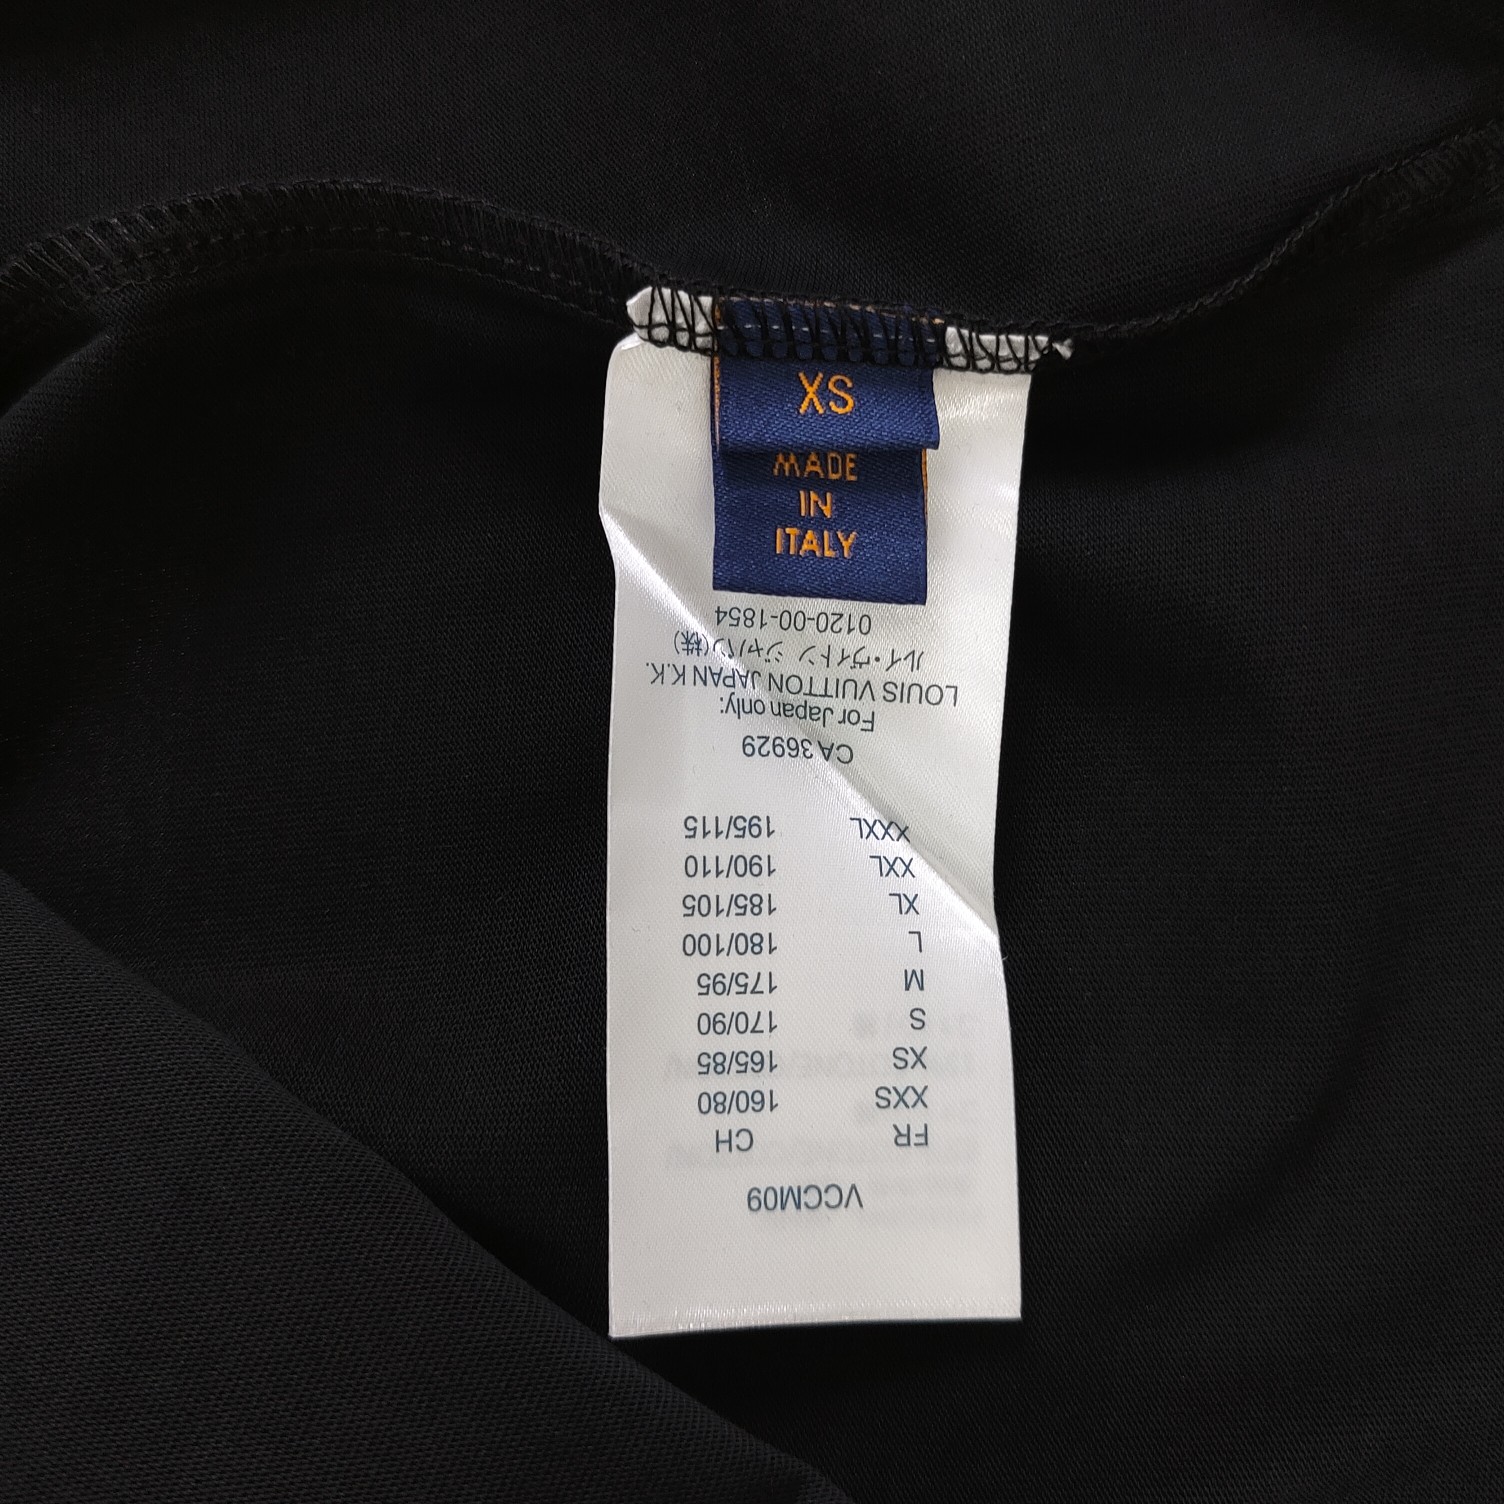 XS
MADE
IN
ITALY
VCCM09
FR CH
XXS 160/80
XS 165/85
S 170/90
M 175/95
L 180/100
XL 185/105
XXL 190/110
XXXL 195/115
CA 36929
For Japan only:
LOUIS VUITTON JAPAN K.K.
ルイ・ヴィトン ジャパン(株)
0120-00-1854